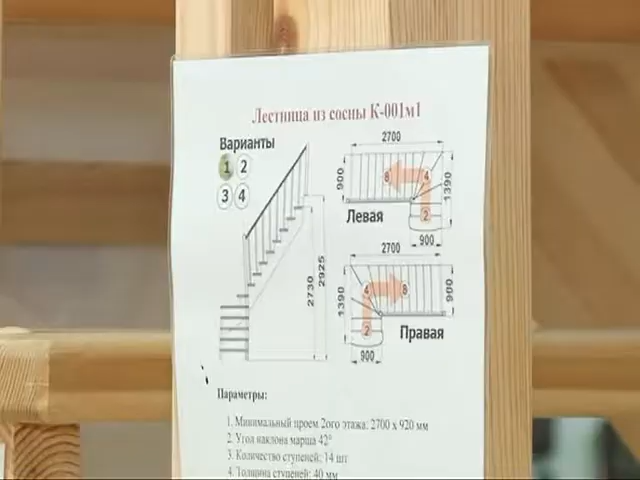 Лестница из сосны К-001м1
Варианты
1 2
3 4
2730
2925
2700
900
1390
8
4
2
Левая
900
2700
1390
900
4
8
2
Правая
900
Параметры:
1. Минимальный проем 2ого этажа: 2700 х 920 мм
2. Угол наклона марша 42°
3. Количество ступеней: 14 шт
4. Толщина ступеней: 40 мм